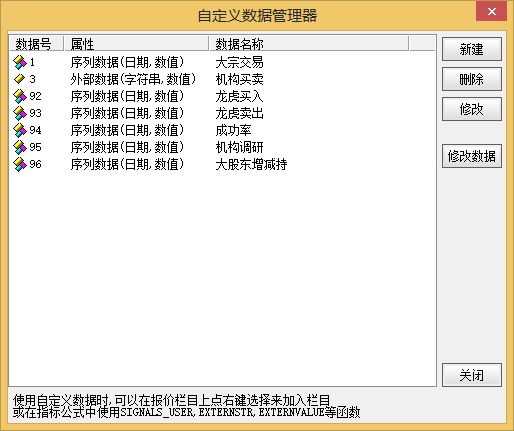 自定义数据管理器
数据号 属性 数据名称
1 序列数据(日期,数值) 大宗交易
3 外部数据(字符串,数值) 机构买卖
92 序列数据(日期,数值) 龙虎买入
93 序列数据(日期,数值) 龙虎卖出
94 序列数据(日期,数值) 成功率
95 序列数据(日期,数值) 机构调研
96 序列数据(日期,数值) 大股东增减持
新建
删除
修改
修改数据
关闭
使用自定义数据时,可以在报价栏目上点右键选择来加入栏目
或在指标公式中使用SIGNALS_USER,EXTERNSTR,EXTERNVALUE等函数